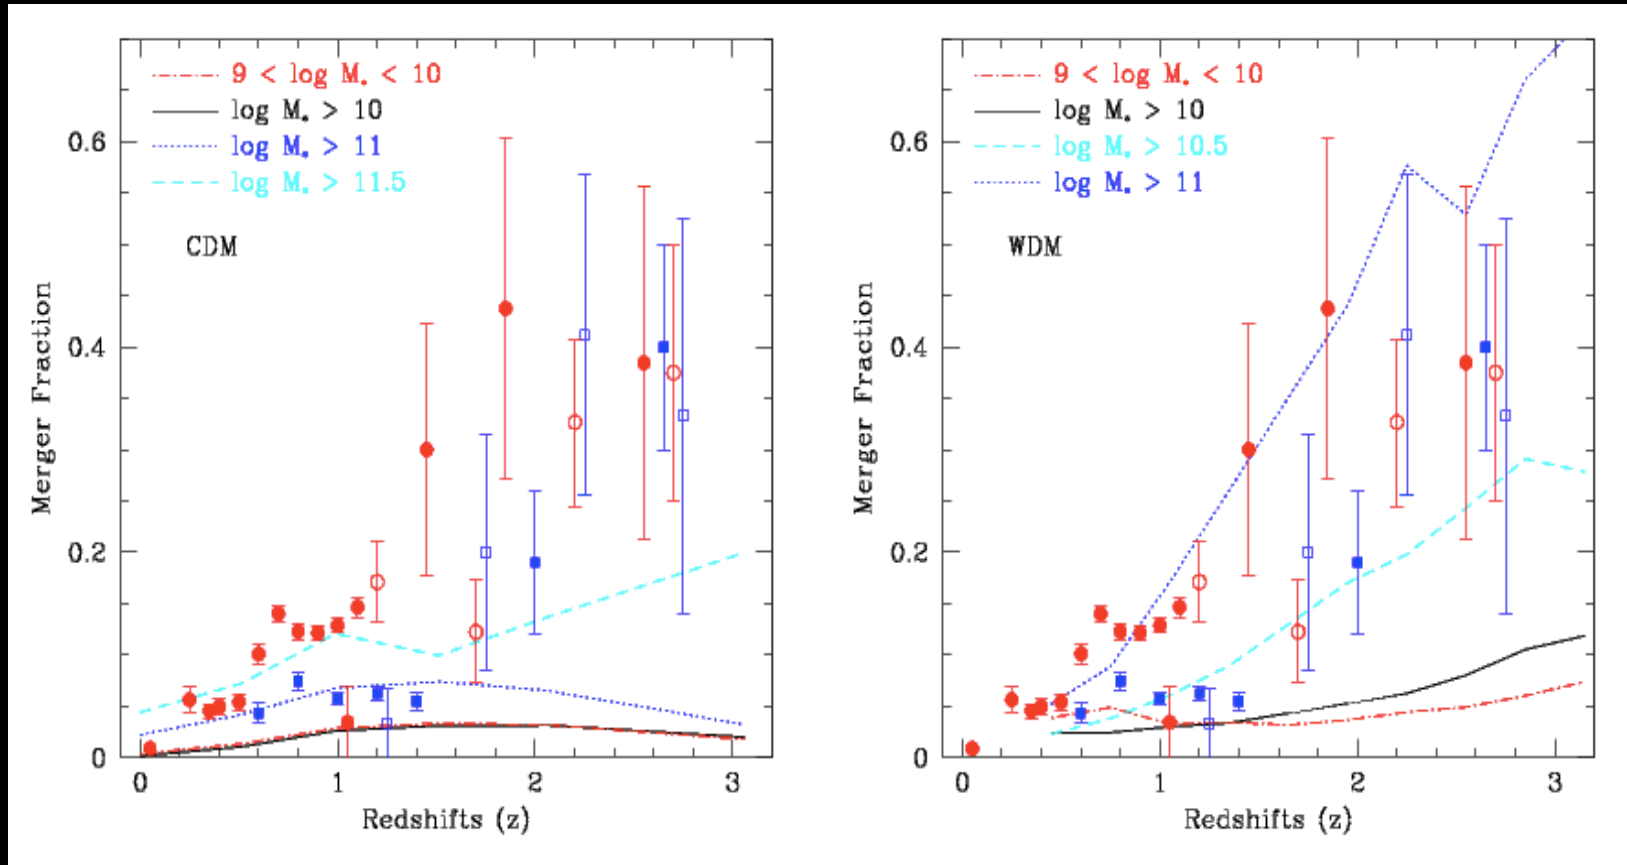 9 < log M* < 10
log M* > 10
log M* > 11
log M* > 11.5
CDM
0.6
0.4
0.2
0
Merger Fraction
0 1 2 3
Redshifts (z)
9 < log M* < 10
log M* > 10
log M* > 10.5
log M* > 11
WDM
0.6
0.4
0.2
0
Merger Fraction
0 1 2 3
Redshifts (z)